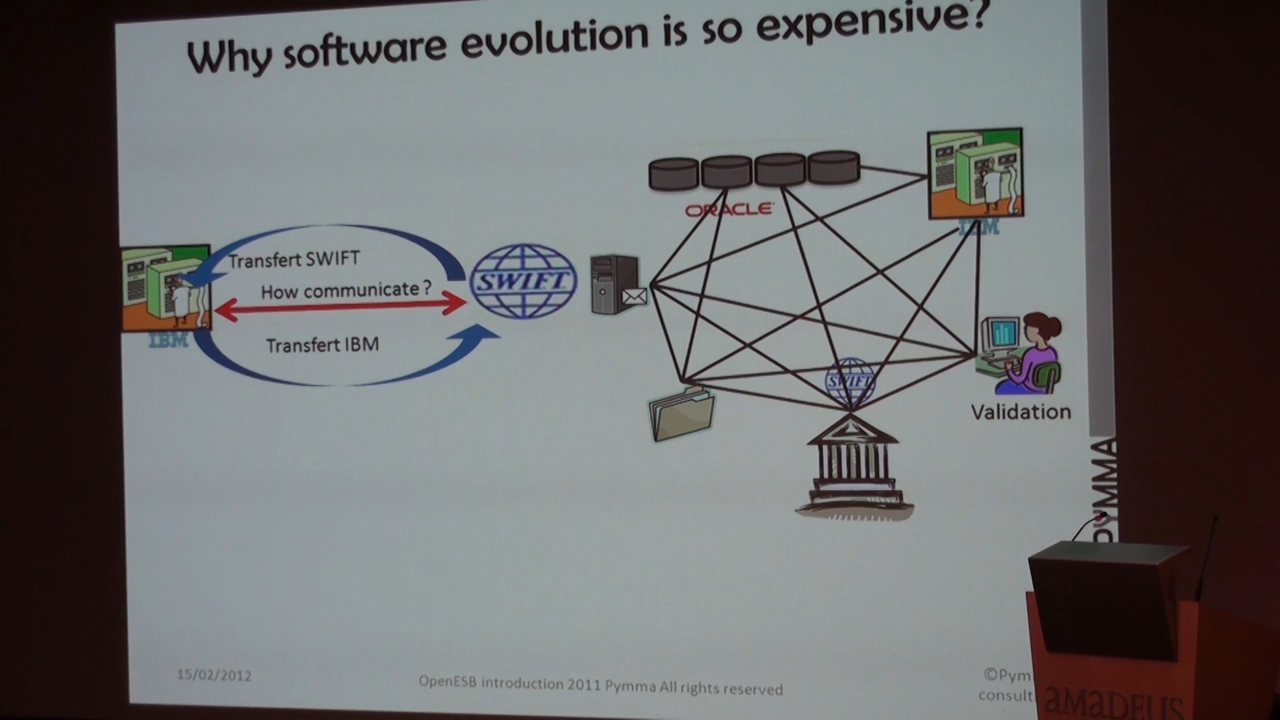 Why software evolution is so expensive?
ORACLE
IBM
Transfert SWIFT
How communicate ?
SWIFT
IBM
Transfert IBM
SWIFT
Validation
PYMMA
15/02/2012
OpenESB introduction 2011 Pymma All rights reserved
©Pym
consult
amadeus